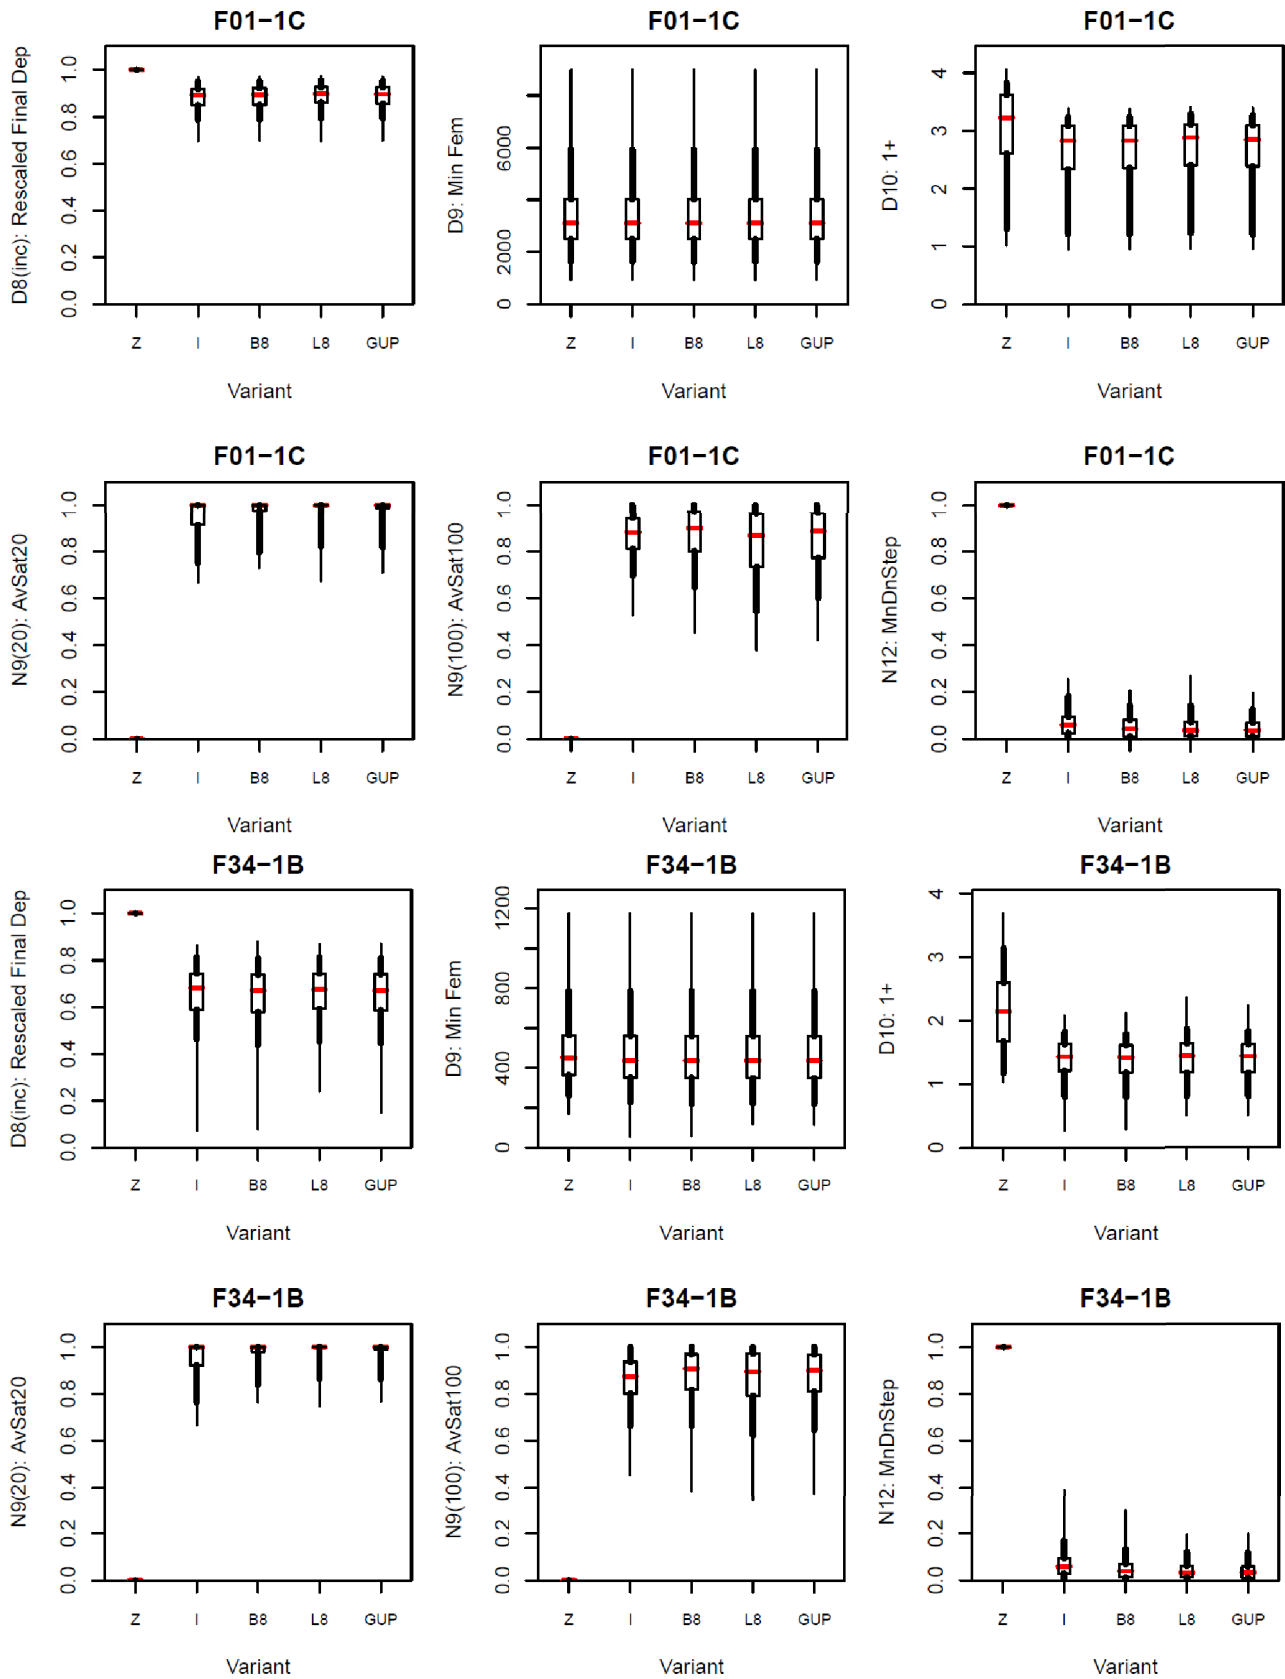 F01−1C
D8(inc): Rescaled Final Dep
0.0 0.2 0.4 0.6 0.8 1.0
Z I B8 L8 GUP
Variant
F01−1C
D9: Min Fem
0 2000 6000
Z I B8 L8 GUP
Variant
F01−1C
D10: 1+
0 1 2 3 4
Z I B8 L8 GUP
Variant
F01−1C
N9(20): AvSat20
0.0 0.2 0.4 0.6 0.8 1.0
Z I B8 L8 GUP
Variant
F01−1C
N9(100): AvSat100
0.0 0.2 0.4 0.6 0.8 1.0
Z I B8 L8 GUP
Variant
F01−1C
N12: MnDnStep
0.0 0.2 0.4 0.6 0.8 1.0
Z I B8 L8 GUP
Variant
F34−1B
D8(inc): Rescaled Final Dep
0.0 0.2 0.4 0.6 0.8 1.0
Z I B8 L8 GUP
Variant
F34−1B
D9: Min Fem
0 400 800 1200
Z I B8 L8 GUP
Variant
F34−1B
D10: 1+
0 1 2 3 4
Z I B8 L8 GUP
Variant
F34−1B
N9(20): AvSat20
0.0 0.2 0.4 0.6 0.8 1.0
Z I B8 L8 GUP
Variant
F34−1B
N9(100): AvSat100
0.0 0.2 0.4 0.6 0.8 1.0
Z I B8 L8 GUP
Variant
F34−1B
N12: MnDnStep
0.0 0.2 0.4 0.6 0.8 1.0
Z I B8 L8 GUP
Variant